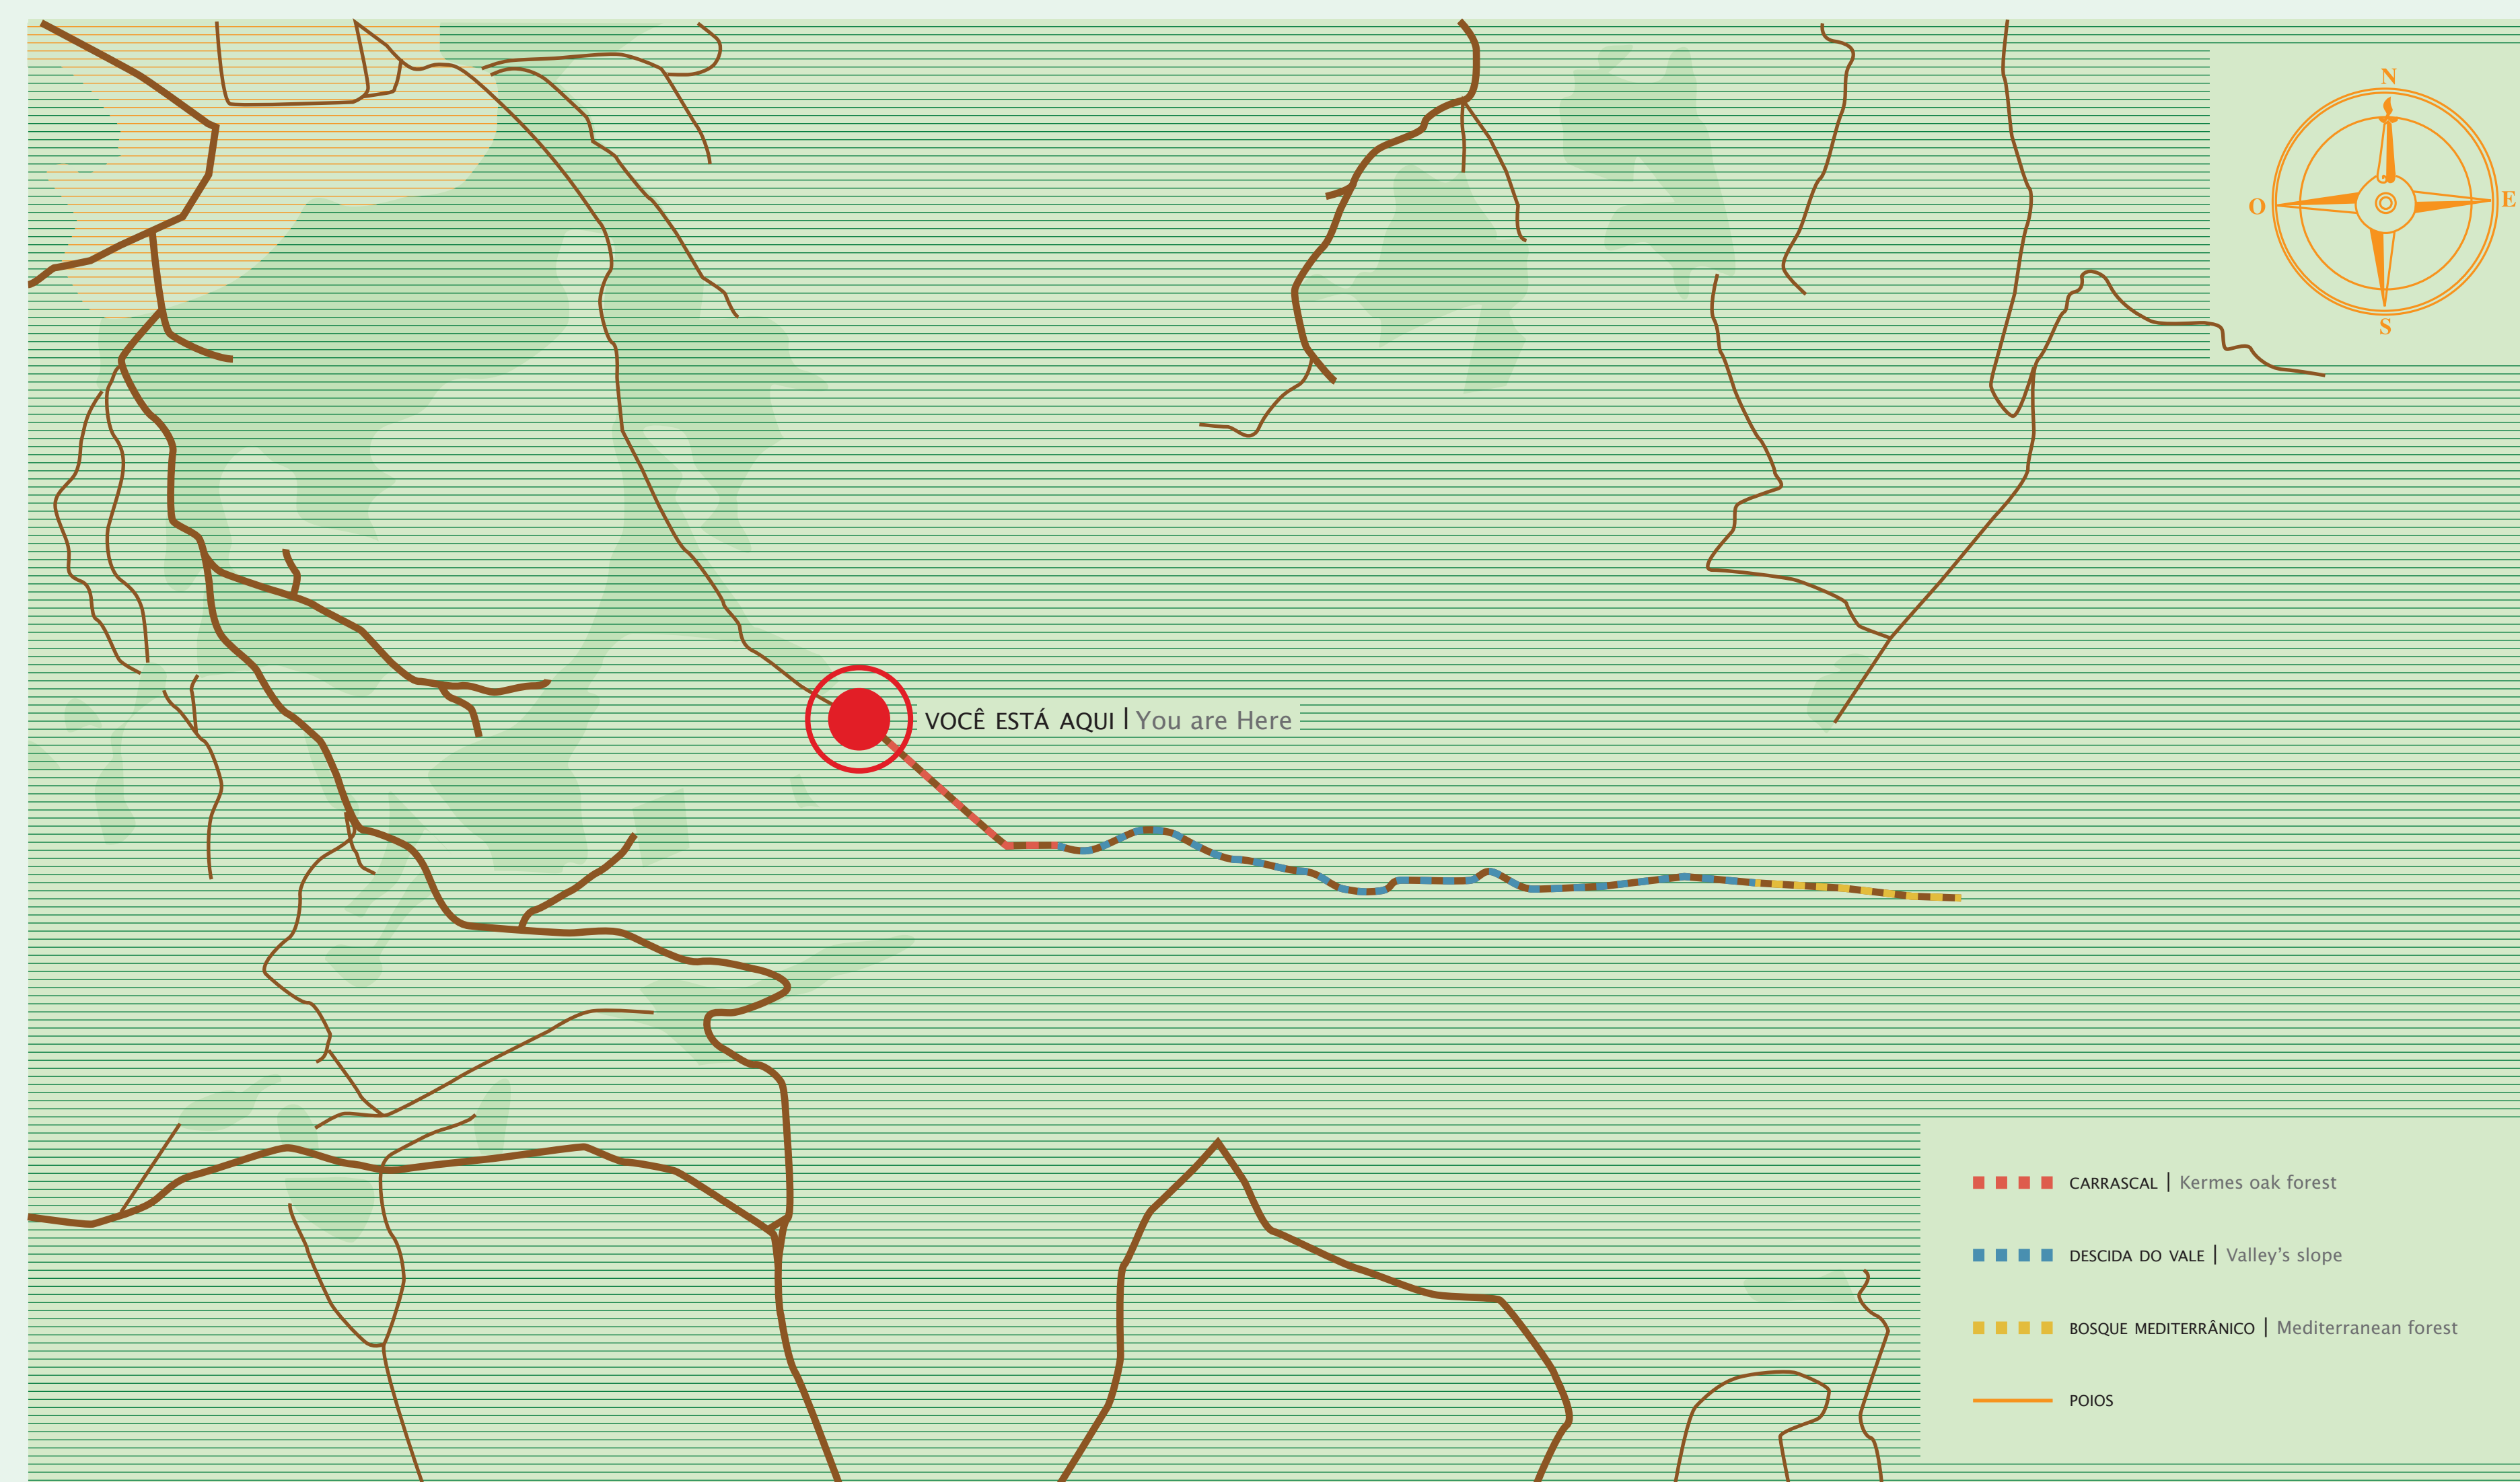 N
O
E
S
VOCÊ ESTÁ AQUI | You are Here
CARRASCAL | Kermes oak forest
DESCIDA DO VALE | Valley's slope
BOSQUE MEDITERRÂNICO | Mediterranean forest
POIOS